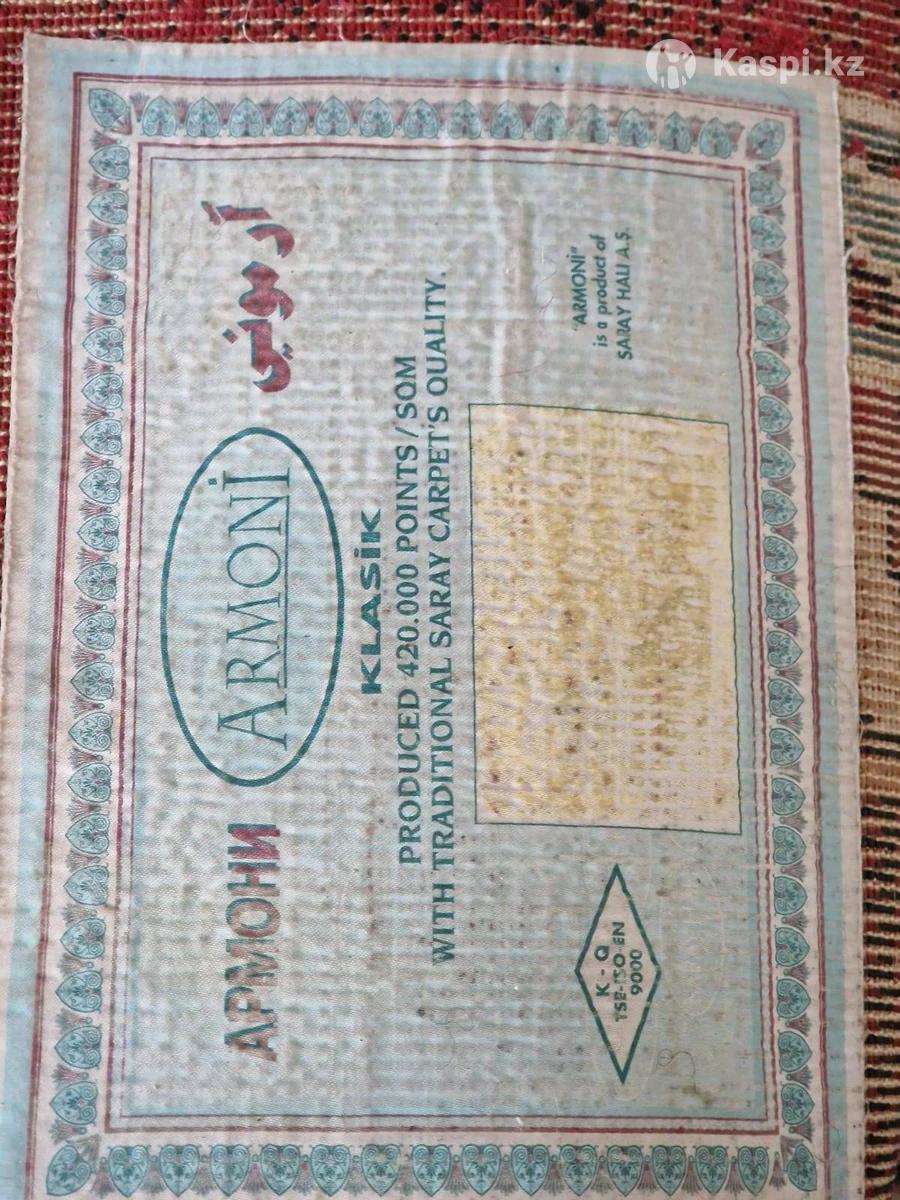 Kaspi.kz
АРМОНИ ARMONİ آرمونيي
KLASİK
PRODUCED 420.000 POINTS / SQM
WITH TRADITIONAL SARAY CARPET'S QUALITY.
K - Q
TSE-ISO-EN
9000
"ARMONİ"
is a product of
SARAY HALI A.Ş.